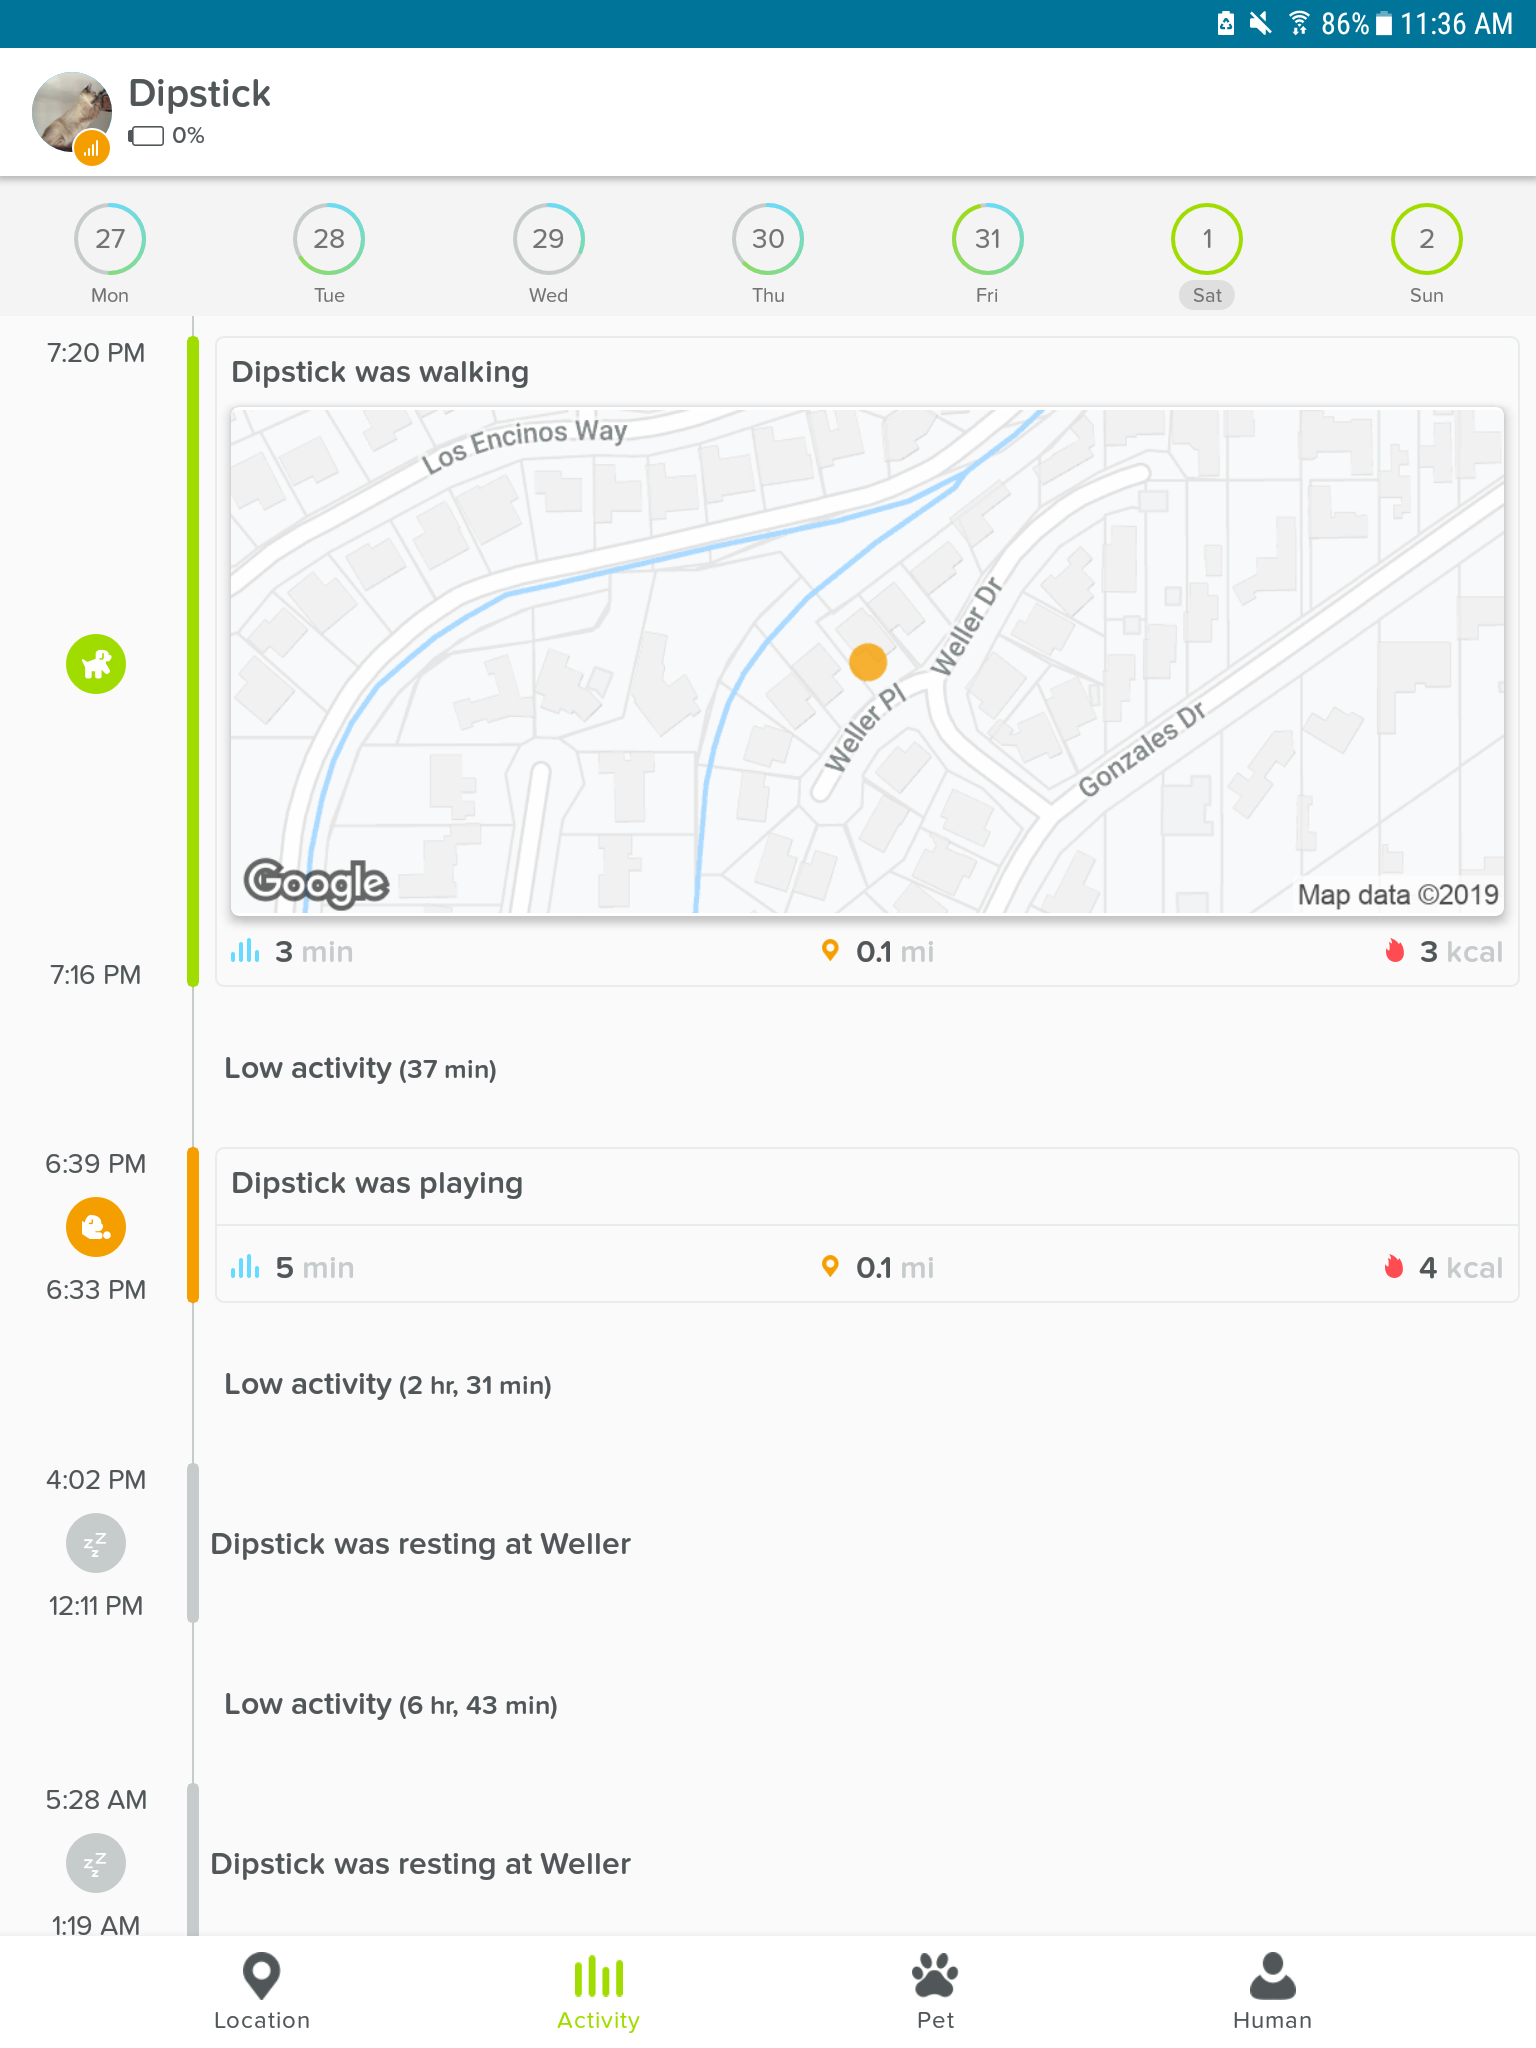 86% 11:36 AM
Dipstick
0%
27 28 29 30 31 1 2
Mon Tue Wed Thu Fri Sat Sun
7:20 PM
Dipstick was walking
Los Encinos Way
Weller Dr
Weller Pl
Gonzales Dr
Google
Map data ©2019
3 min 0.1 mi 3 kcal
7:16 PM
Low activity (37 min)
6:39 PM
Dipstick was playing
5 min 0.1 mi 4 kcal
6:33 PM
Low activity (2 hr, 31 min)
4:02 PM
zZz
Dipstick was resting at Weller
12:11 PM
Low activity (6 hr, 43 min)
5:28 AM
zZz
Dipstick was resting at Weller
1:19 AM
Location Activity Pet Human